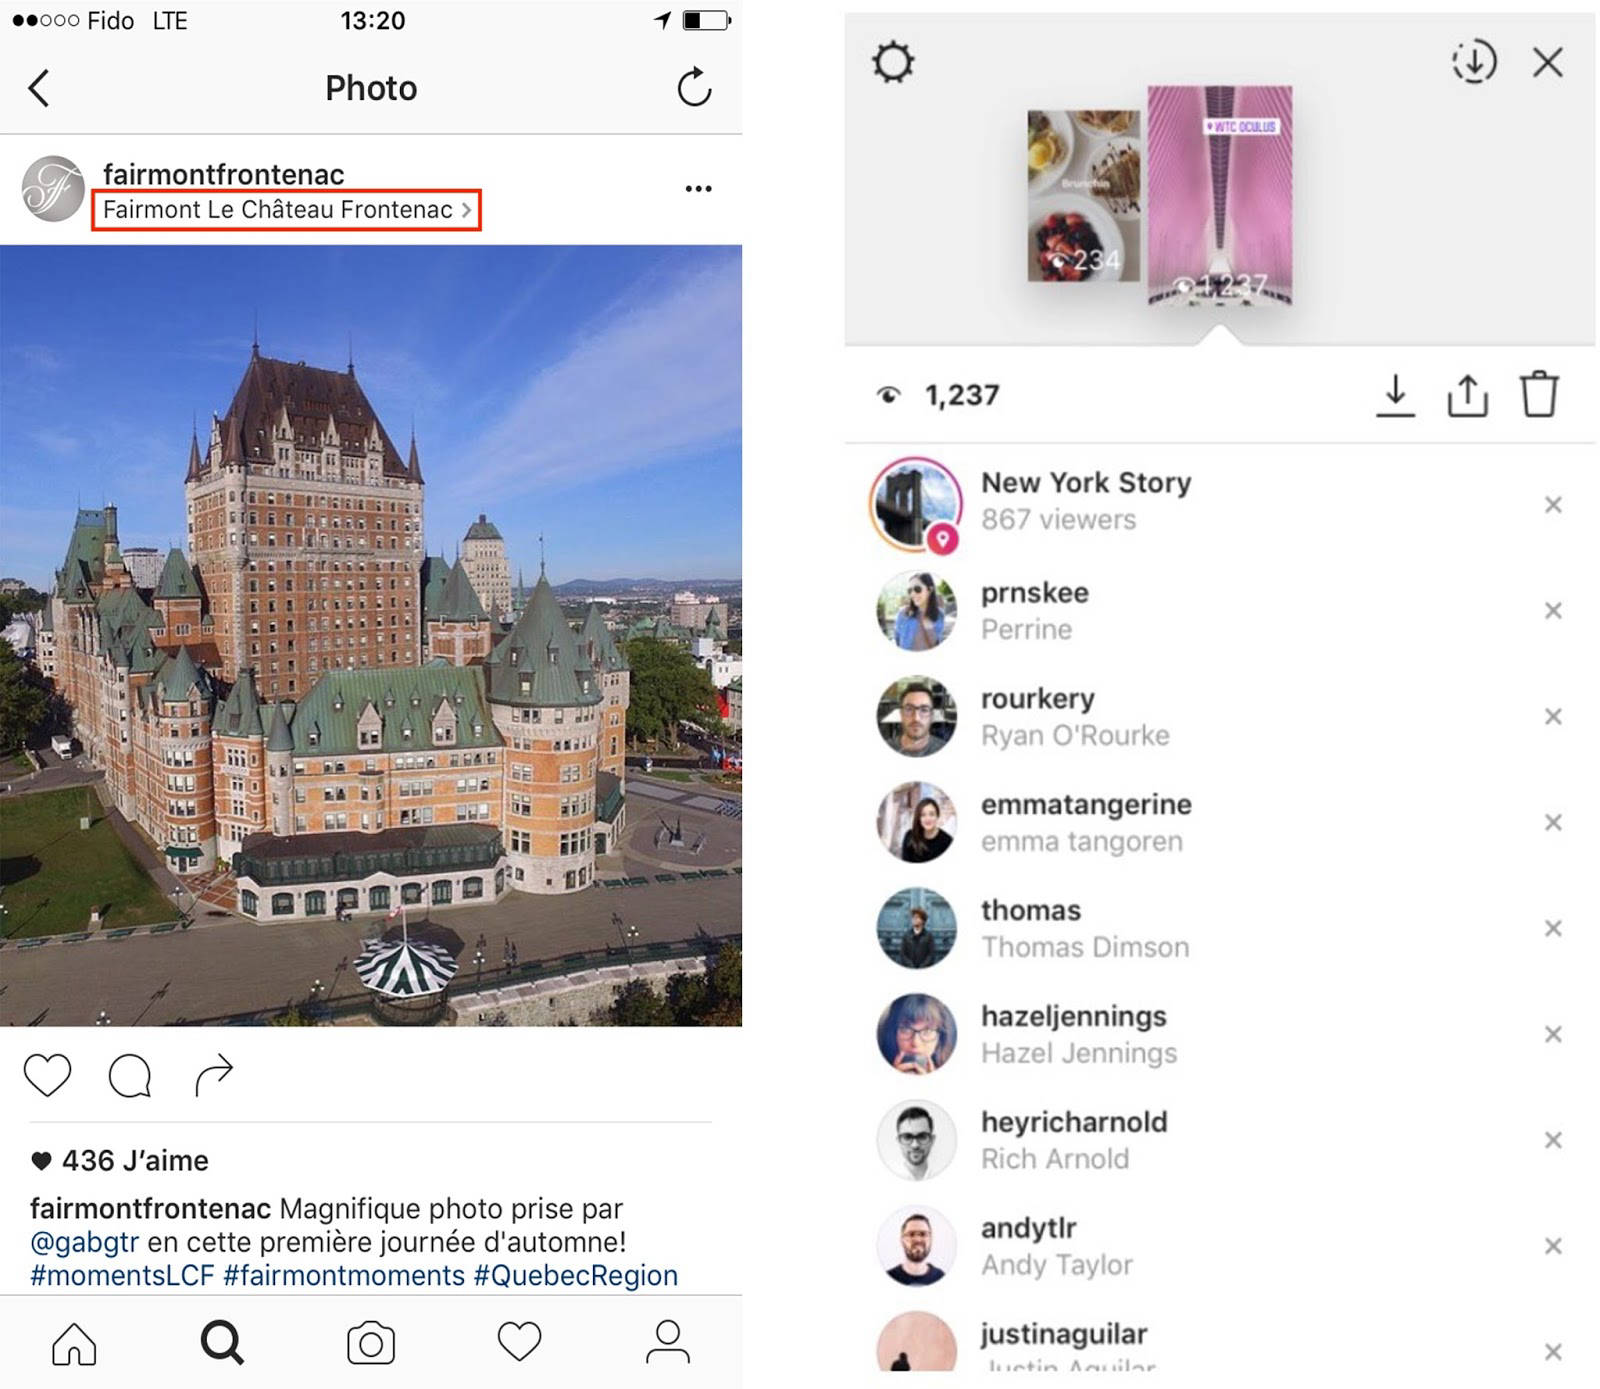 Fido LTE 13:20
Photo
fairmontfrontenac
Fairmont Le Château Frontenac >
436 J'aime
fairmontfrontenac Magnifique photo prise par
@gabgtr en cette première journée d'automne!
#momentsLCF #fairmontmoments #QuebecRegion
WTC OCULUS
Brunchin
234
1,237
1,237
New York Story
867 viewers
prnskee
Perrine
rourkery
Ryan O'Rourke
emmatangerine
emma tangoren
thomas
Thomas Dimson
hazeljennings
Hazel Jennings
heyricharnold
Rich Arnold
andytlr
Andy Taylor
justinaguilar
Justin Aguilar